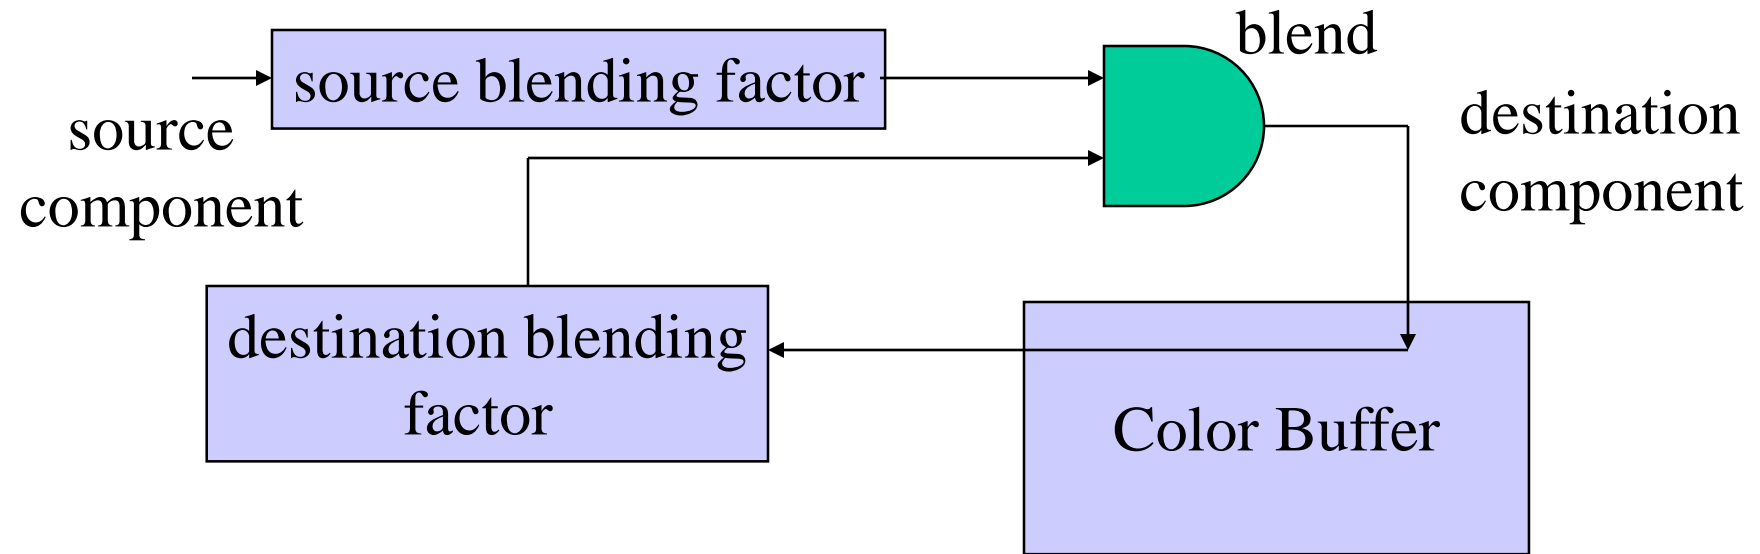 blend
source blending factor
source
component
destination
component
destination blending
factor
Color Buffer